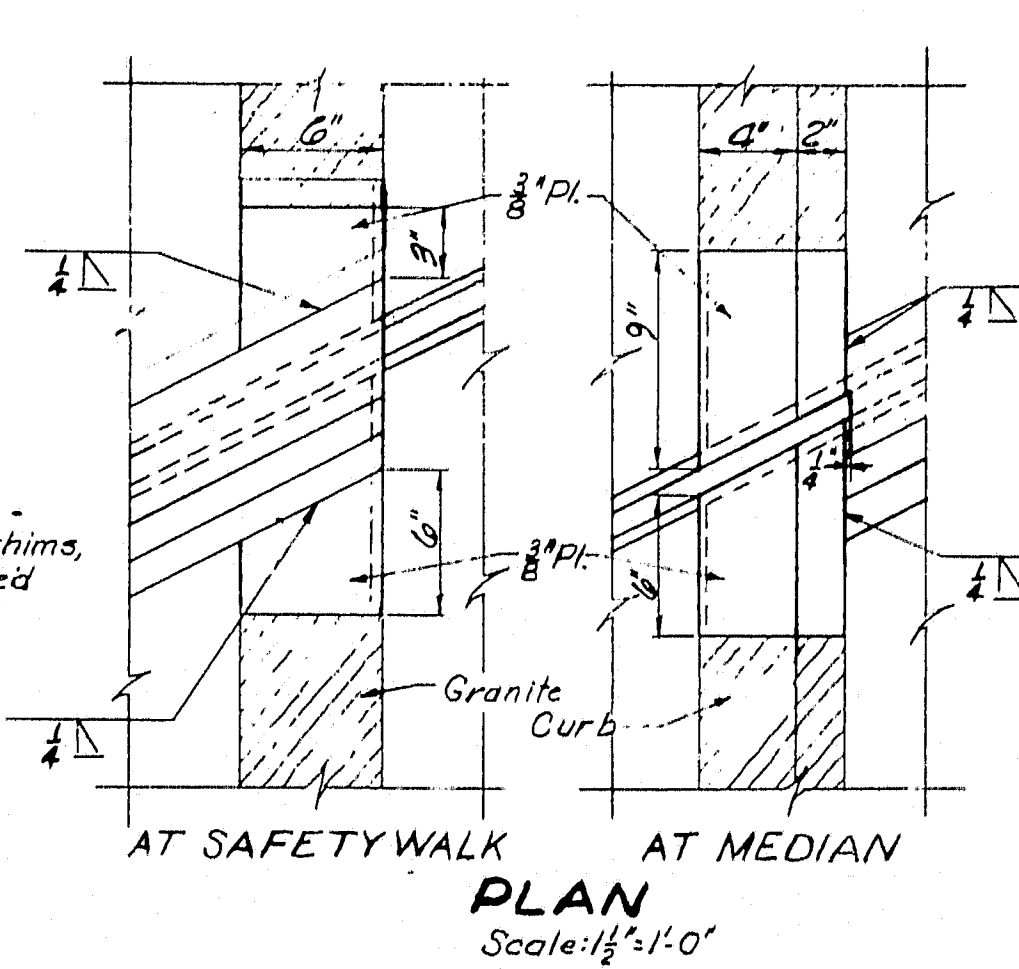 6"
4" 2"
3/8" Pl.
3"
1/4
9"
1/4
1/4"
hims,
e'd
6"
3/8" Pl.
6"
1/4
Granite
Curb
1/4
AT SAFETY WALK
AT MEDIAN
PLAN
Scale: 1 1/2" = 1'-0"